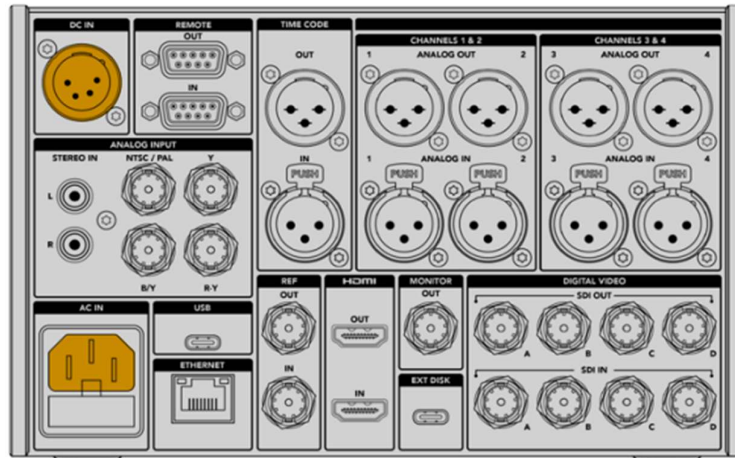 DC IN
REMOTE
OUT
IN
TIME CODE
OUT
IN
PUSH
CHANNELS 1 & 2
1 ANALOG OUT 2
1 ANALOG IN 2
PUSH PUSH
CHANNELS 3 & 4
3 ANALOG OUT 4
3 ANALOG IN 4
PUSH PUSH
ANALOG INPUT
STEREO IN NTSC / PAL Y
L
R
B/Y R-Y
AC IN
USB
ETHERNET
REF
OUT
IN
HDMI
OUT
IN
MONITOR
OUT
EXT DISK
DIGITAL VIDEO
SDI OUT
A B C D
SDI IN
A B C D